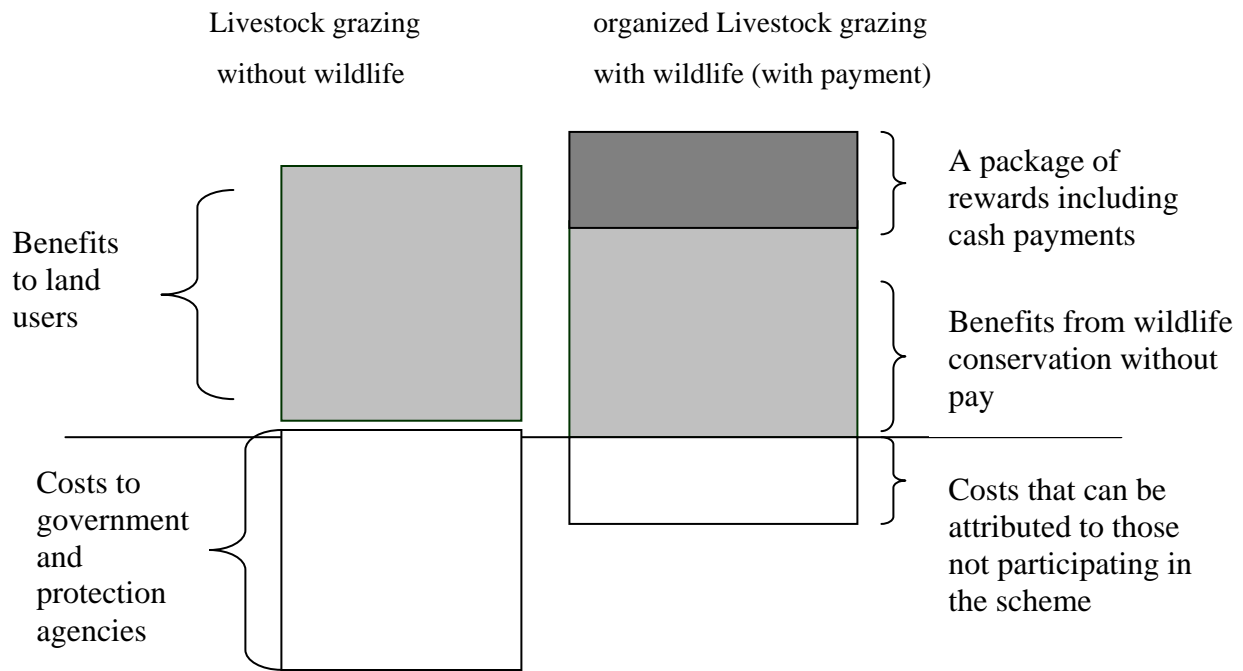 Livestock grazing
without wildlife
organized Livestock grazing
with wildlife (with payment)
Benefits
to land
users
A package of
rewards including
cash payments
Benefits from wildlife
conservation without
pay
Costs to
government
and
protection
agencies
Costs that can be
attributed to those
not participating in
the scheme